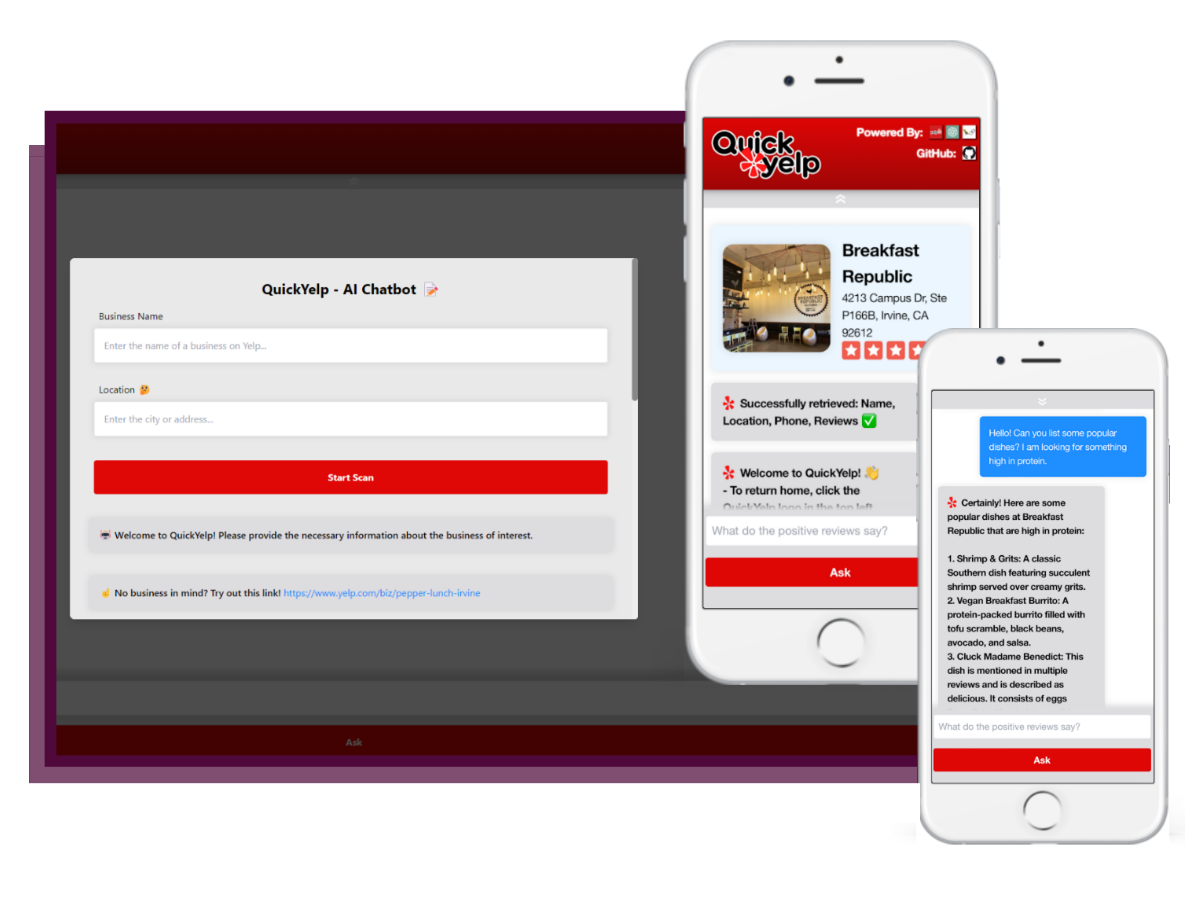 QuickYelp - AI Chatbot 📝
Business Name
Enter the name of a business on Yelp...
Location 🤔
Enter the city or address...
Start Scan
Welcome to QuickYelp! Please provide the necessary information about the business of interest.
☝ No business in mind? Try out this link! https://www.yelp.com/biz/pepper-lunch-irvine
Ask
Quick
yelp
Powered By:
GitHub:
Breakfast
Republic
4213 Campus Dr, Ste
P166B, Irvine, CA
92612
Successfully retrieved: Name,
Location, Phone, Reviews ✅
Welcome to QuickYelp! 👋
- To return home, click the
QuickYelp logo in the top left
What do the positive reviews say?
Ask
Hello! Can you list some popular
dishes? I am looking for something
high in protein.
Certainly! Here are some
popular dishes at Breakfast
Republic that are high in protein:
1. Shrimp & Grits: A classic
Southern dish featuring succulent
shrimp served over creamy grits.
2. Vegan Breakfast Burrito: A
protein-packed burrito filled with
tofu scramble, black beans,
avocado, and salsa.
3. Cluck Madame Benedict: This
dish is mentioned in multiple
reviews and is described as
delicious. It consists of eggs
What do the positive reviews say?
Ask